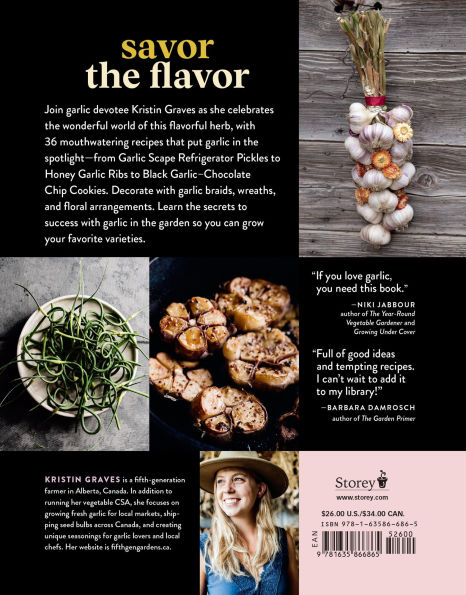 savor
the flavor
Join garlic devotee Kristin Graves as she celebrates
the wonderful world of this flavorful herb, with
36 mouthwatering recipes that put garlic in the
spotlight—from Garlic Scape Refrigerator Pickles to
Honey Garlic Ribs to Black Garlic–Chocolate
Chip Cookies. Decorate with garlic braids, wreaths,
and floral arrangements. Learn the secrets to
success with garlic in the garden so you can grow
your favorite varieties.
“If you love garlic,
you need this book.”
—NIKI JABBOUR
author of The Year-Round
Vegetable Gardener and
Growing Under Cover
“Full of good ideas
and tempting recipes.
I can’t wait to add it
to my library!”
—BARBARA DAMROSCH
author of The Garden Primer
KRISTIN GRAVES is a fifth-generation
farmer in Alberta, Canada. In addition to
running her vegetable CSA, she focuses on
growing fresh garlic for local markets, ship-
ping seed bulbs across Canada, and creating
unique seasonings for garlic lovers and local
chefs. Her website is fifthgengardens.ca.
Storey
www.storey.com
$26.00 U.S./$34.00 CAN.
ISBN 978-1-63586-686-5
52600
EAN
9 781635 866865